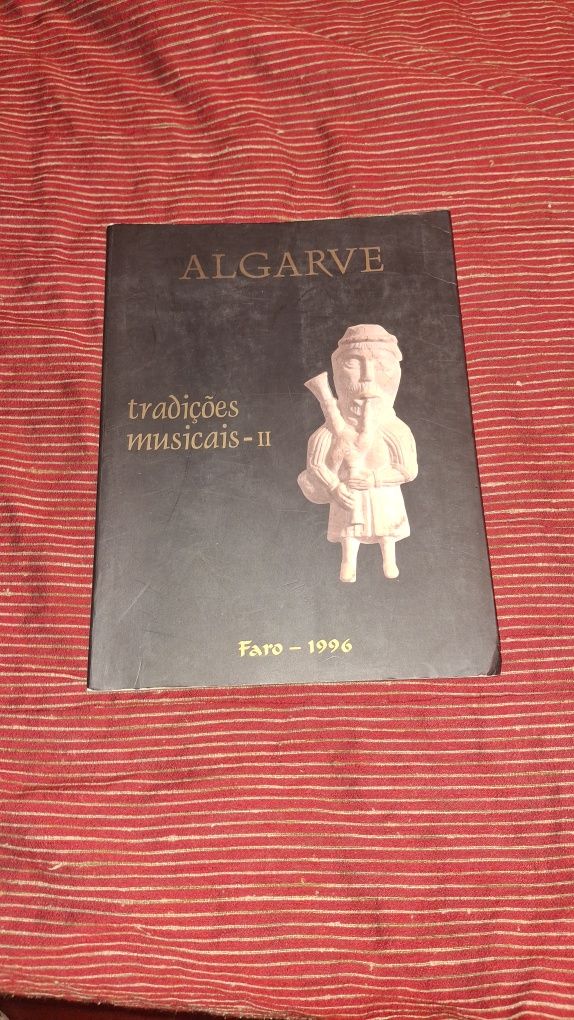 ALGARVE
tradições
musicais-II
Faro – 1996